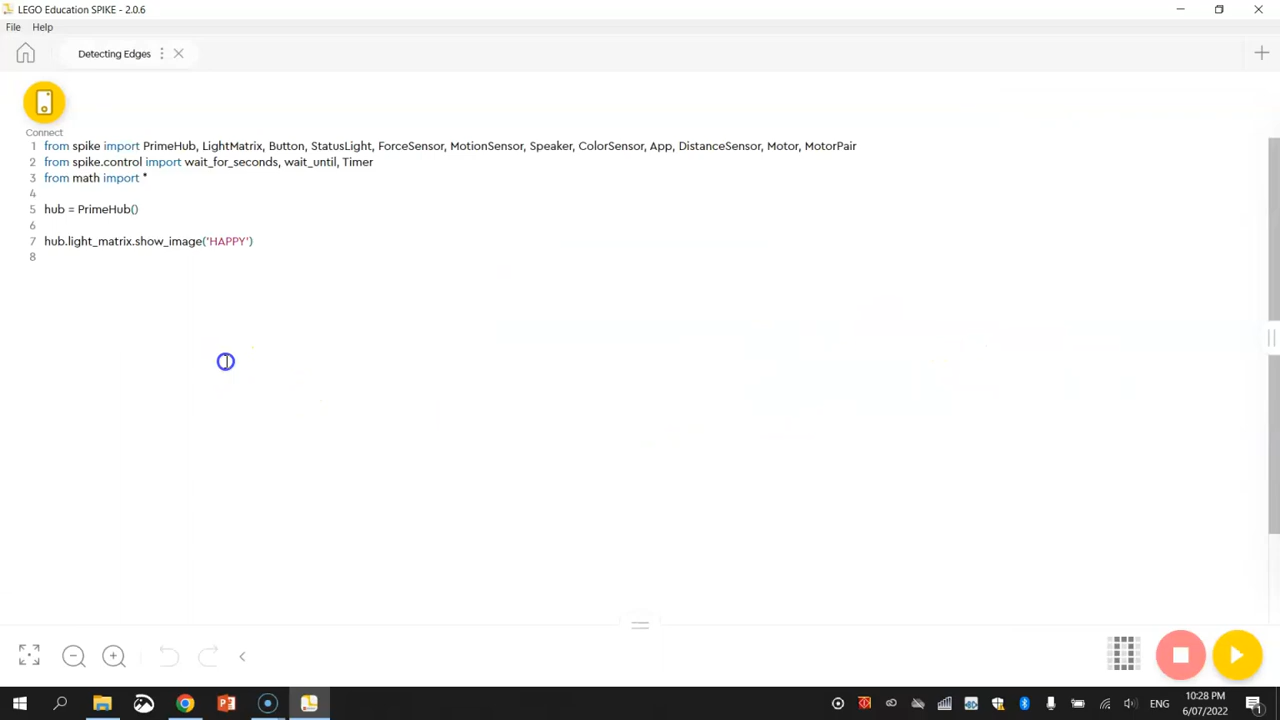 LEGO Education SPIKE - 2.0.6
File Help
Detecting Edges
Connect
1 from spike import PrimeHub, LightMatrix, Button, StatusLight, ForceSensor, MotionSensor, Speaker, ColorSensor, App, DistanceSensor, Motor, MotorPair
2 from spike.control import wait_for_seconds, wait_until, Timer
3 from math import *
4
5 hub = PrimeHub()
6
7 hub.light_matrix.show_image('HAPPY')
8
ENG
10:28 PM
6/07/2022
1